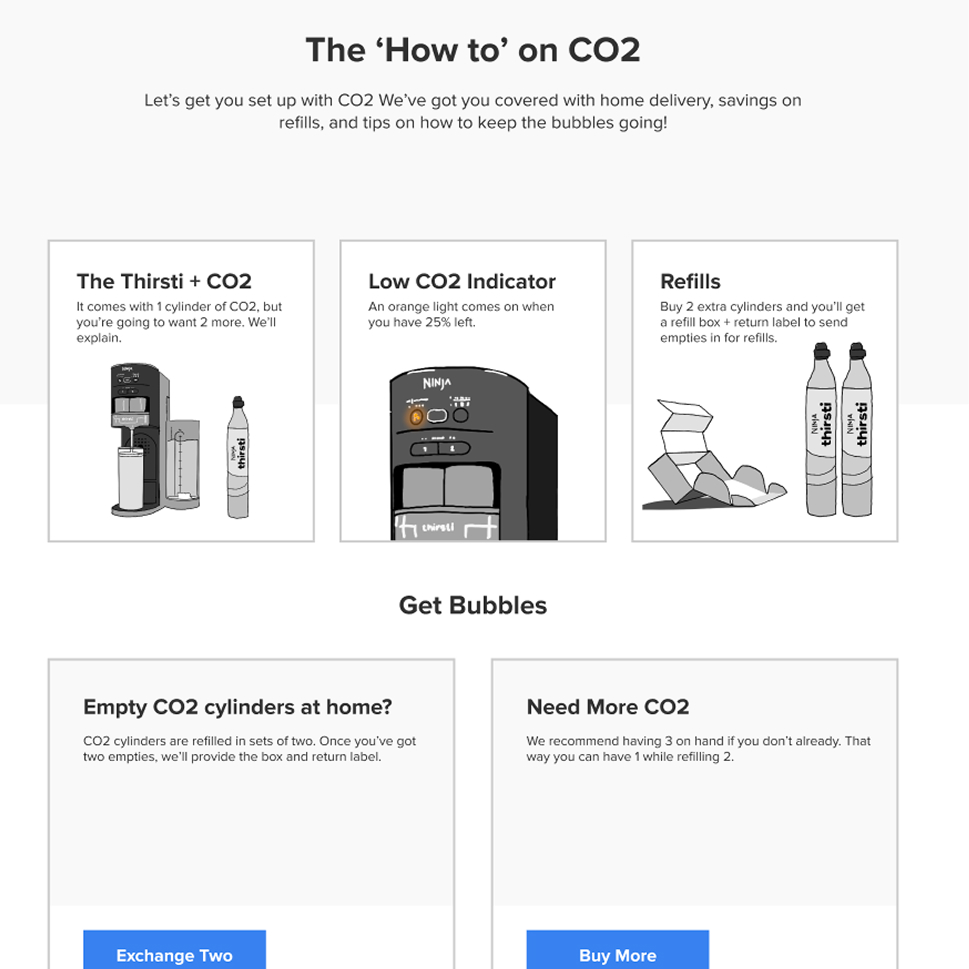 The ‘How to’ on CO2
Let’s get you set up with CO2 We’ve got you covered with home delivery, savings on
refills, and tips on how to keep the bubbles going!
The Thirsti + CO2
It comes with 1 cylinder of CO2, but
you’re going to want 2 more. We’ll
explain.
NINJA
thirsti
Low CO2 Indicator
An orange light comes on when
you have 25% left.
NINJA
thirsti
Refills
Buy 2 extra cylinders and you’ll get
a refill box + return label to send
empties in for refills.
NINJA
thirsti
NINJA
thirsti
Get Bubbles
Empty CO2 cylinders at home?
CO2 cylinders are refilled in sets of two. Once you’ve got
two empties, we’ll provide the box and return label.
Exchange Two
Need More CO2
We recommend having 3 on hand if you don’t already. That
way you can have 1 while refilling 2.
Buy More